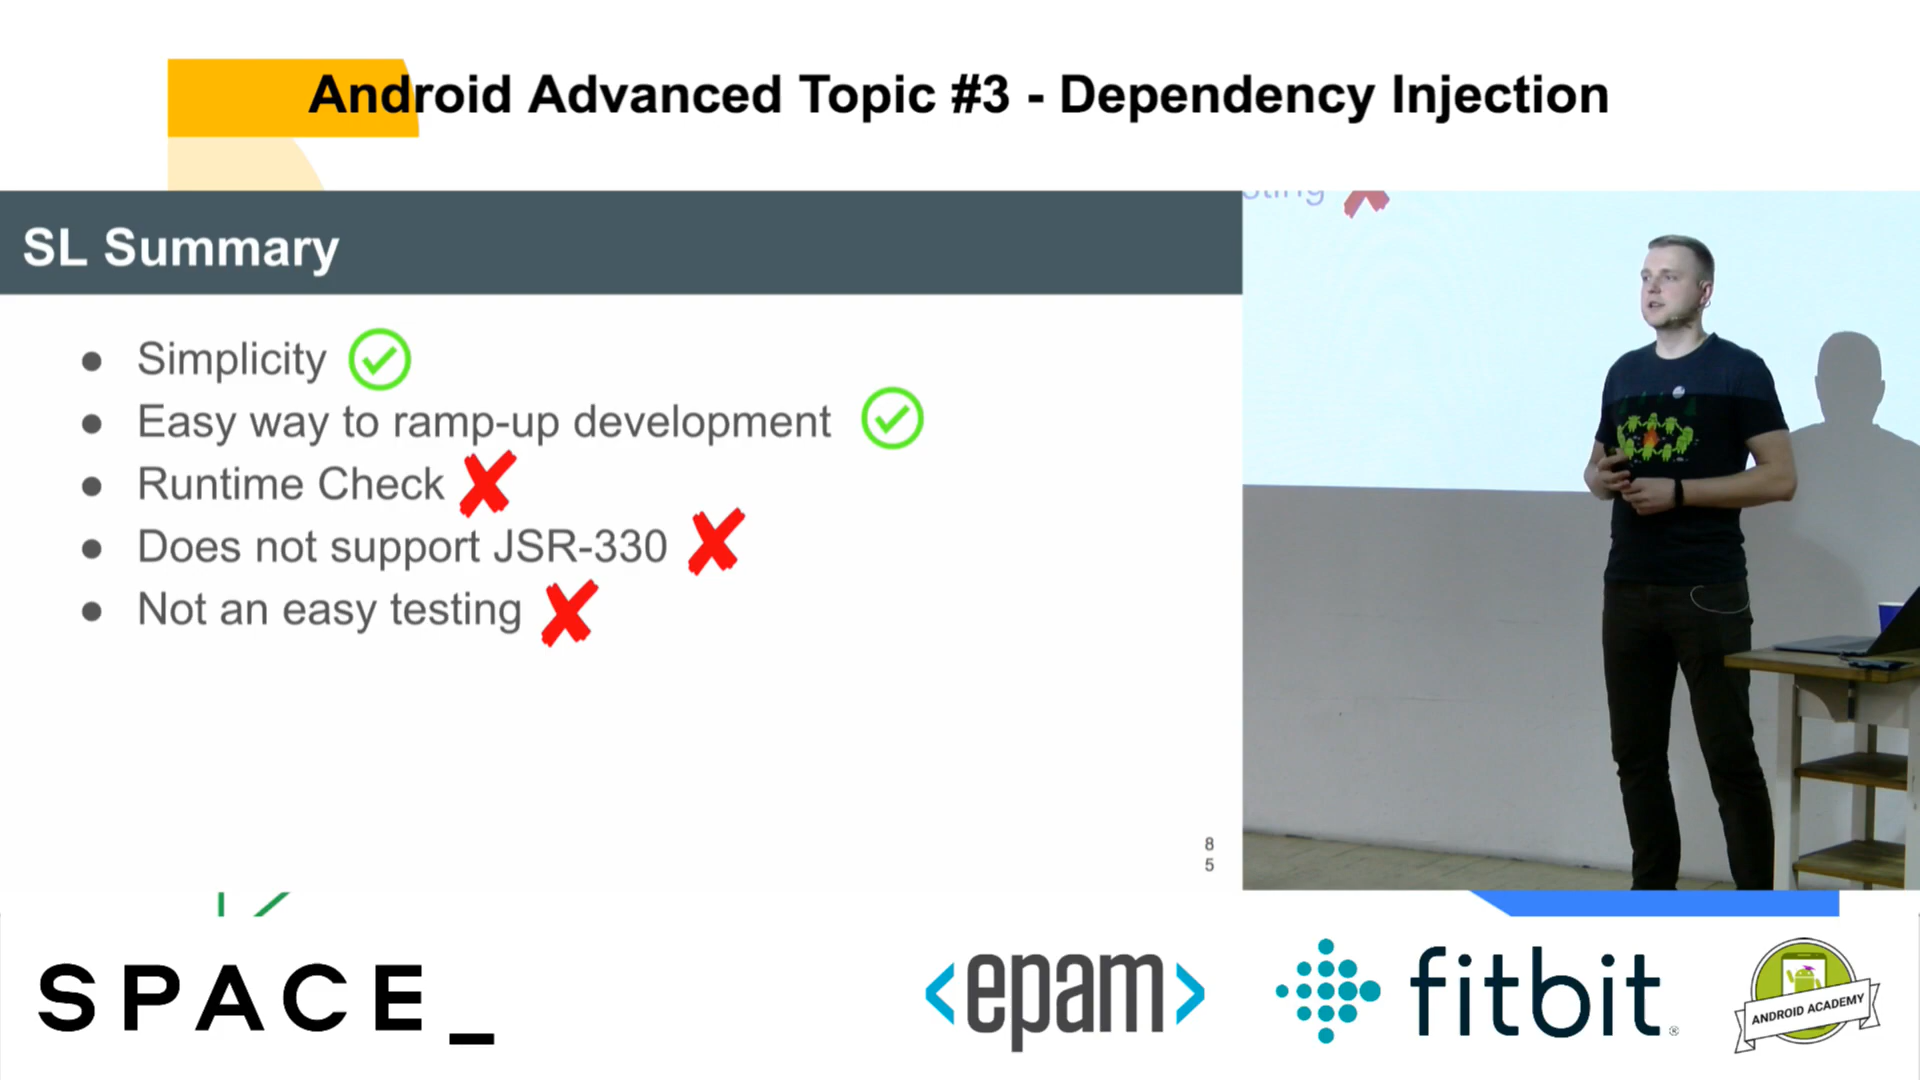 Android Advanced Topic #3 - Dependency Injection
SL Summary
● Simplicity
● Easy way to ramp-up development
● Runtime Check
● Does not support JSR-330
● Not an easy testing
8
5
SPACE_
<epam>
fitbit®
ANDROID ACADEMY